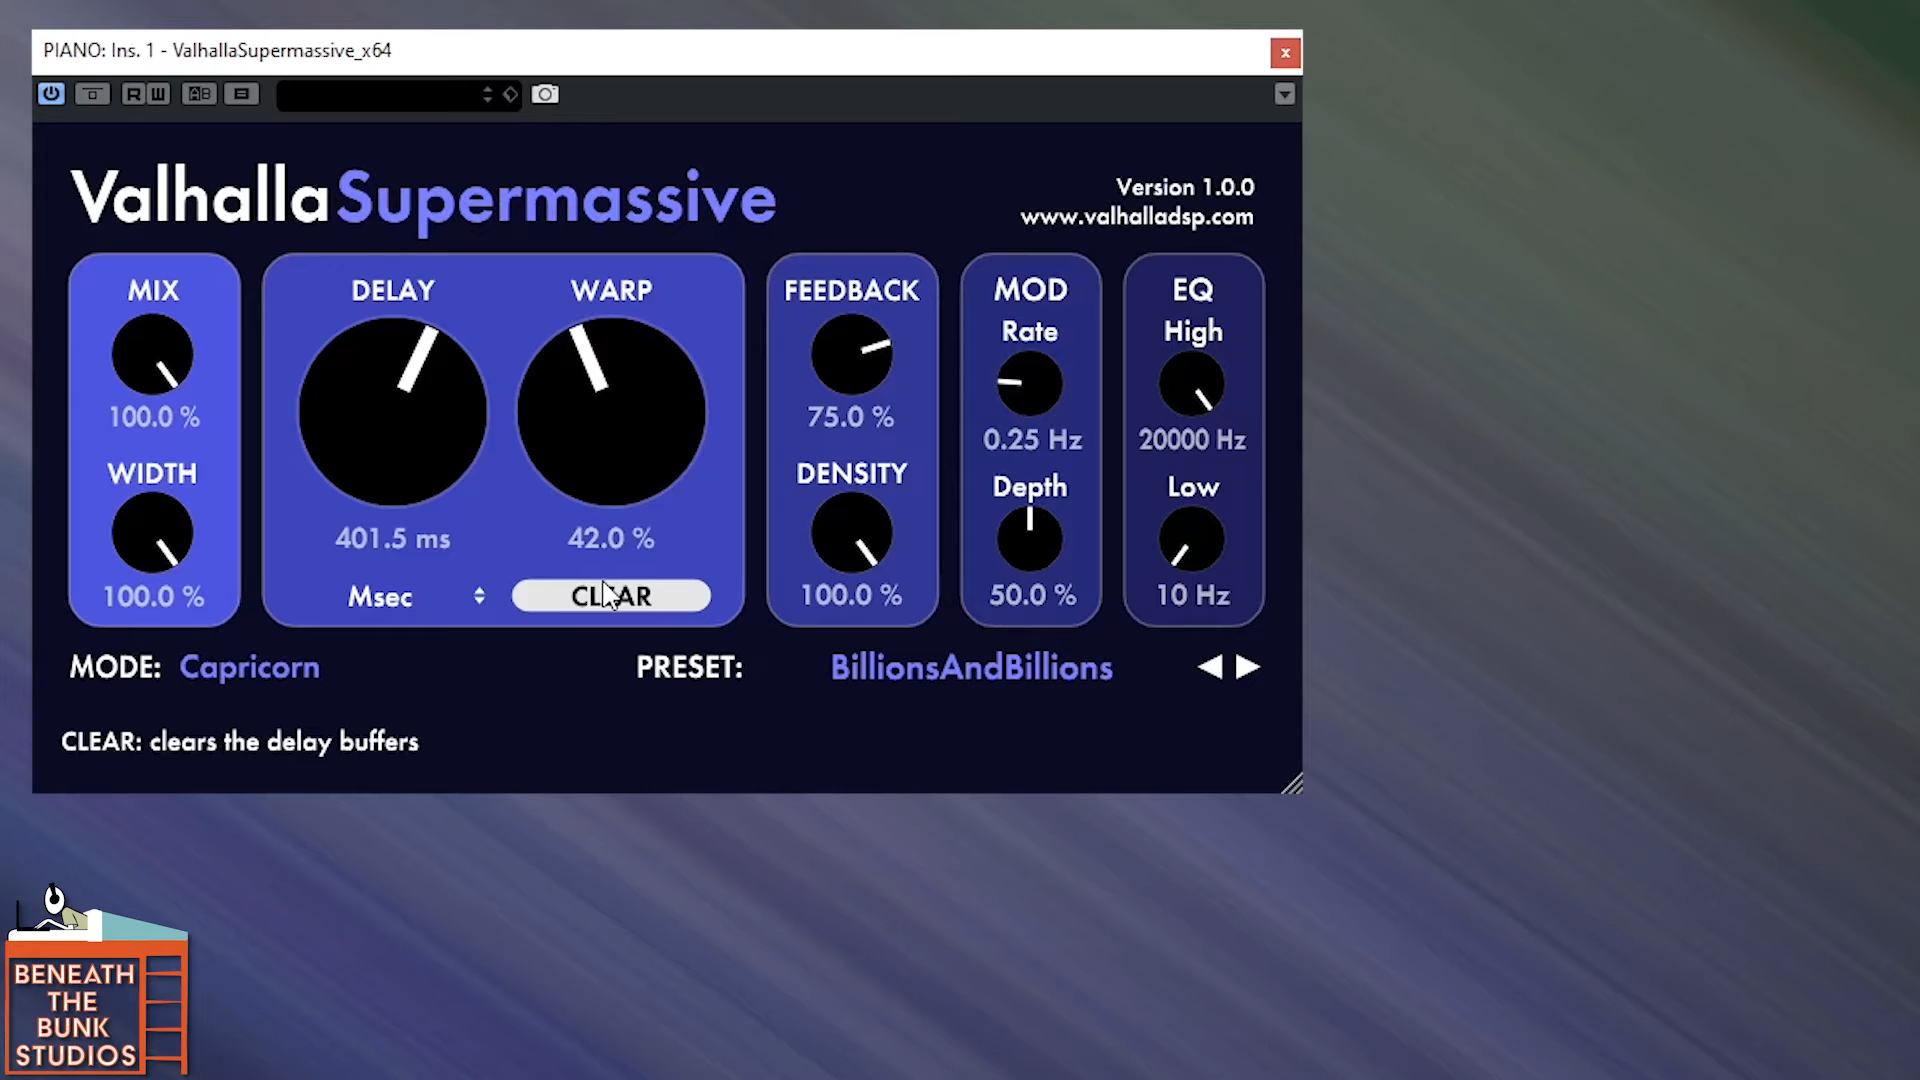 PIANO: Ins. 1 - ValhallaSupermassive_x64
x
R W AB
ValhallaSupermassive
Version 1.0.0
www.valhalladsp.com
MIX
100.0 %
WIDTH
100.0 %
DELAY
401.5 ms
Msec
WARP
42.0 %
CLEAR
FEEDBACK
75.0 %
DENSITY
100.0 %
MOD
Rate
0.25 Hz
Depth
50.0 %
EQ
High
20000 Hz
Low
10 Hz
MODE: Capricorn
PRESET: BillionsAndBillions
CLEAR: clears the delay buffers
BENEATH
THE
BUNK
STUDIOS